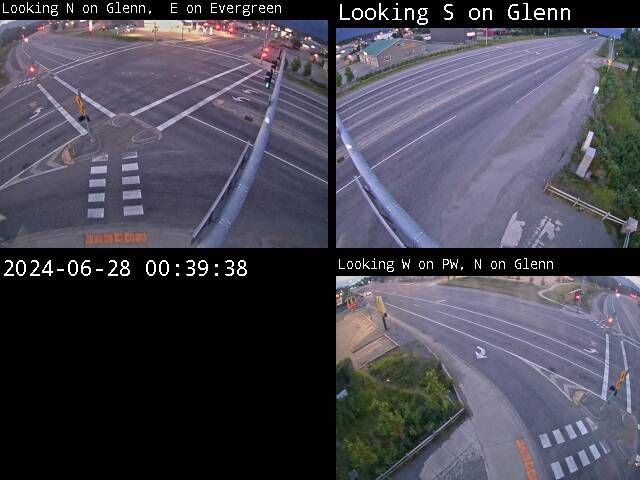 Looking N on Glenn,  E on Evergreen
Looking S on Glenn
2024-06-28 00:39:38
Looking W on PW, N on Glenn